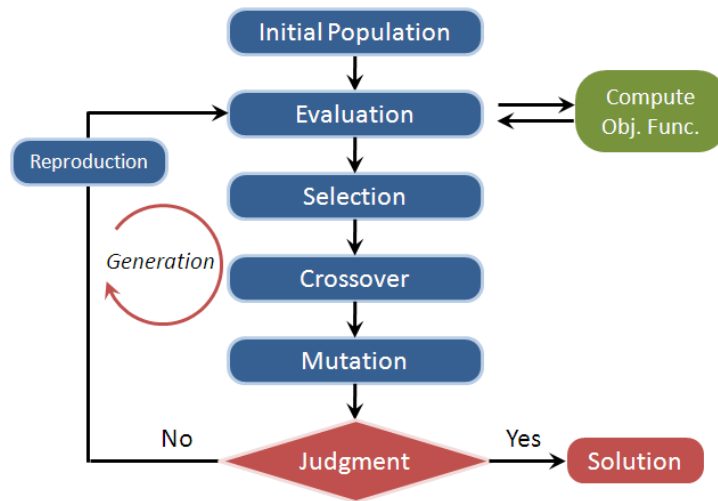 Initial Population
Evaluation
Compute
Obj. Func.
Reproduction
Selection
Generation
Crossover
Mutation
No
Judgment
Yes
Solution